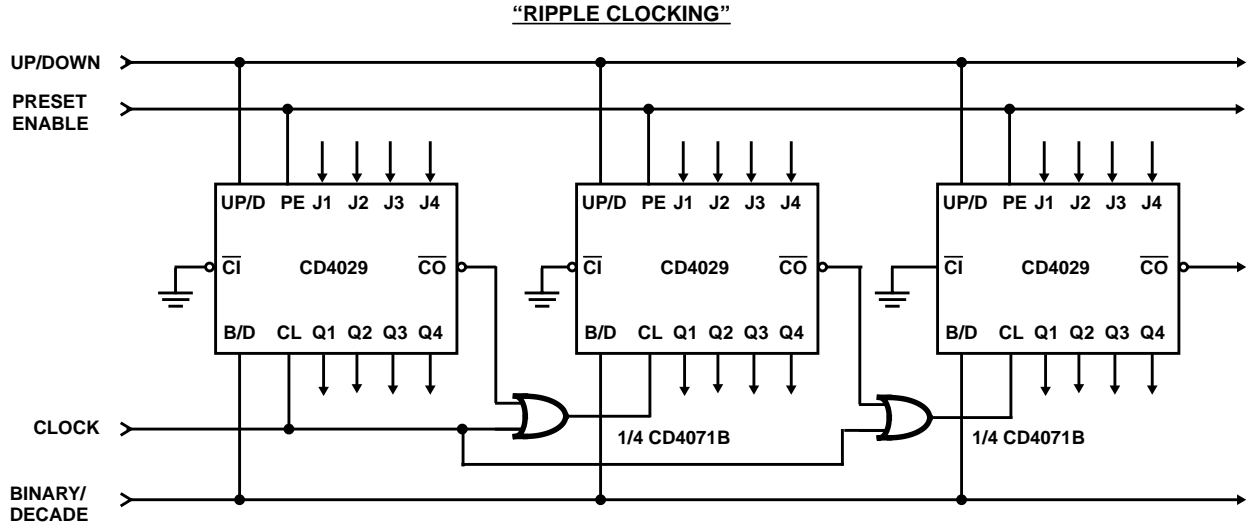 “RIPPLE CLOCKING”
UP/DOWN
PRESET
ENABLE
UP/D PE J1 J2 J3 J4
UP/D PE J1 J2 J3 J4
UP/D PE J1 J2 J3 J4
CI CD4029 CO
CI CD4029 CO
CI CD4029 CO
B/D CL Q1 Q2 Q3 Q4
B/D CL Q1 Q2 Q3 Q4
B/D CL Q1 Q2 Q3 Q4
CLOCK
1/4 CD4071B
1/4 CD4071B
BINARY/
DECADE